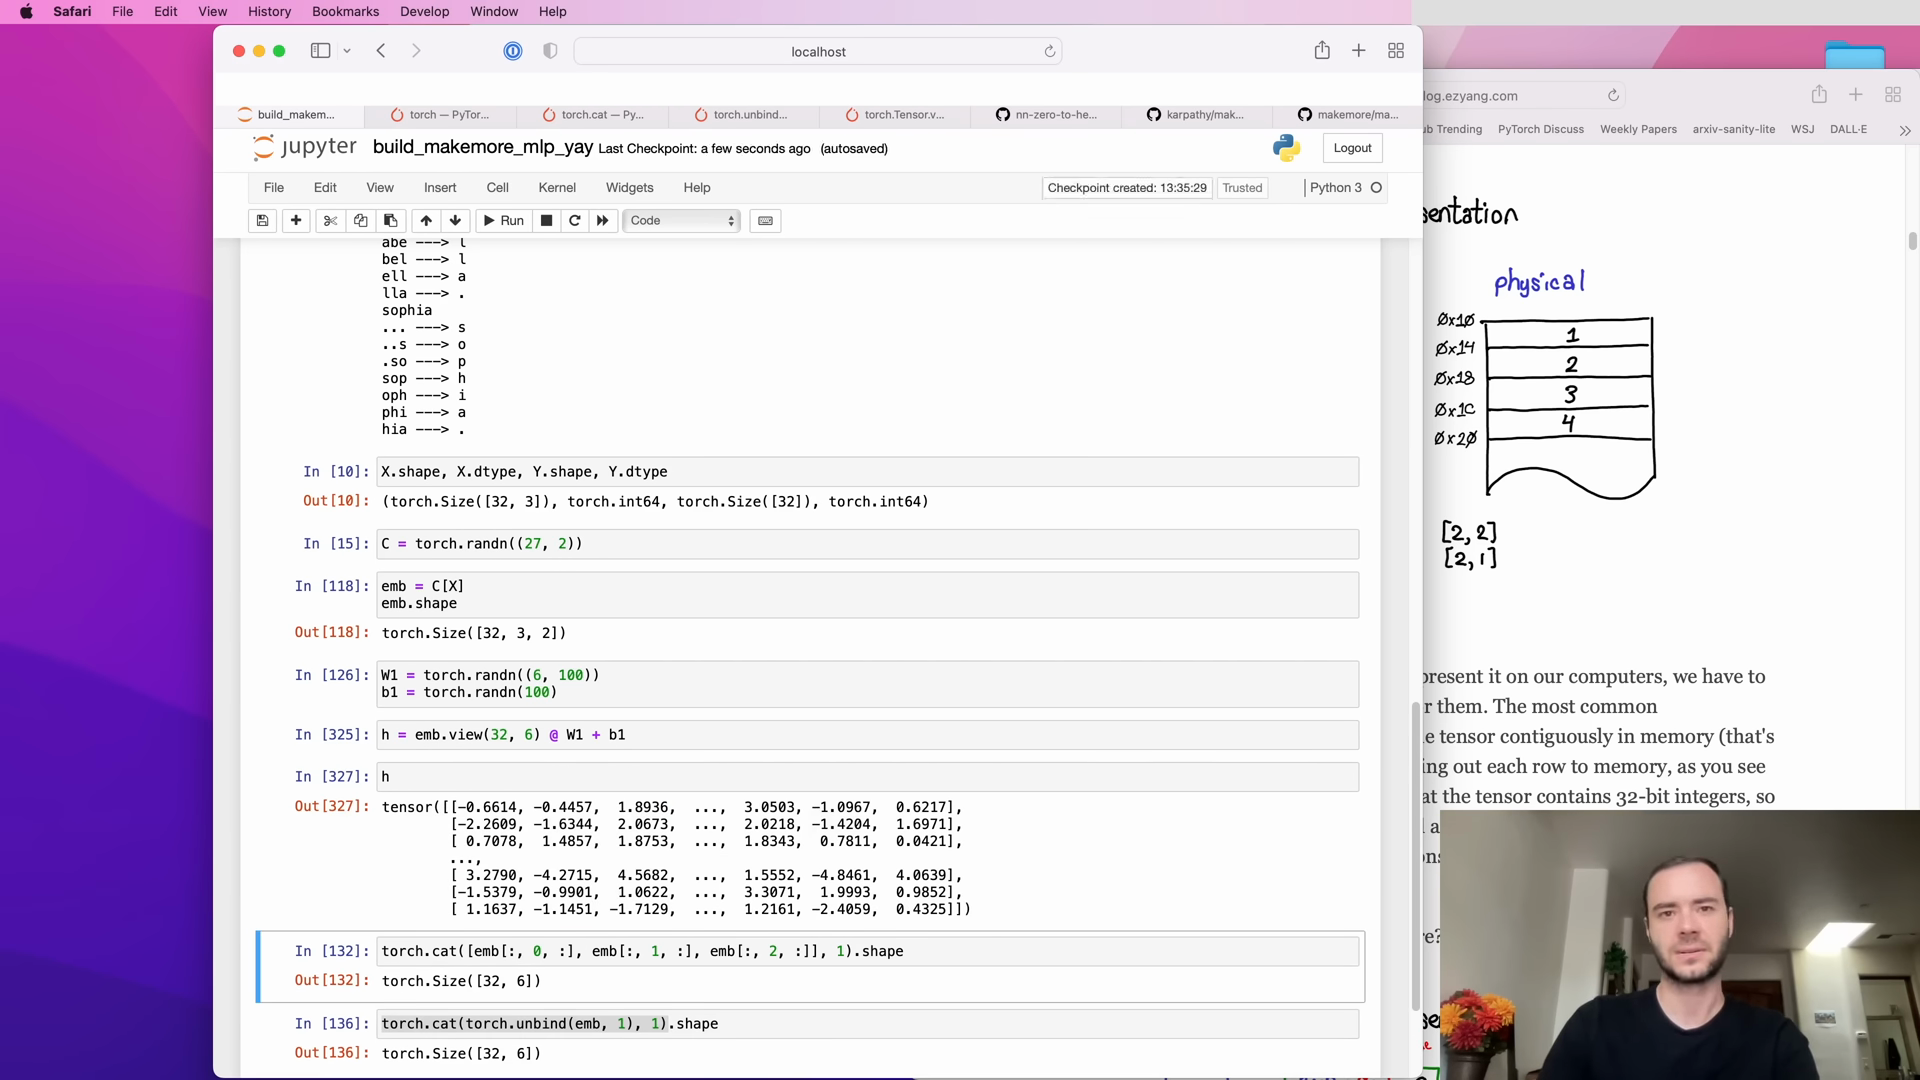 Safari File Edit View History Bookmarks Develop Window Help
localhost
build_makem... torch — PyTor... torch.cat — Py... torch.unbind... torch.Tensor.v... nn-zero-to-he... karpathy/mak... makemore/ma...
jupyter build_makemore_mlp_yay Last Checkpoint: a few seconds ago (autosaved)
Logout
File Edit View Insert Cell Kernel Widgets Help
Checkpoint created: 13:35:29 Trusted Python 3
Run Code
abe ---> l
bel ---> l
ell ---> a
lla ---> .
sophia
... ---> s
..s ---> o
.so ---> p
sop ---> h
oph ---> i
phi ---> a
hia ---> .
In [10]: X.shape, X.dtype, Y.shape, Y.dtype
Out[10]: (torch.Size([32, 3]), torch.int64, torch.Size([32]), torch.int64)
In [15]: C = torch.randn((27, 2))
In [118]: emb = C[X]
emb.shape
Out[118]: torch.Size([32, 3, 2])
In [126]: W1 = torch.randn((6, 100))
b1 = torch.randn(100)
In [325]: h = emb.view(32, 6) @ W1 + b1
In [327]: h
Out[327]: tensor([[-0.6614, -0.4457, 1.8936, ..., 3.0503, -1.0967, 0.6217],
[-2.2609, -1.6344, 2.0673, ..., 2.0218, -1.4204, 1.6971],
[ 0.7078, 1.4857, 1.8753, ..., 1.8343, 0.7811, 0.0421],
...,
[ 3.2790, -4.2715, 4.5682, ..., 1.5552, -4.8461, 4.0639],
[-1.5379, -0.9901, 1.0622, ..., 3.3071, 1.9993, 0.9852],
[ 1.1637, -1.1451, -1.7129, ..., 1.2161, -2.4059, 0.4325]])
In [132]: torch.cat([emb[:, 0, :], emb[:, 1, :], emb[:, 2, :]], 1).shape
Out[132]: torch.Size([32, 6])
In [136]: torch.cat(torch.unbind(emb, 1), 1).shape
Out[136]: torch.Size([32, 6])
log.ezyang.com
ub Trending PyTorch Discuss Weekly Papers arxiv-sanity-lite WSJ DALL·E
sentation
physical
0x10
1
0x14
2
0x18
3
0x1C
4
0x20
[2, 2]
[2, 1]
present it on our computers, we have to
r them. The most common
e tensor contiguously in memory (that's
ing out each row to memory, as you see
at the tensor contains 32-bit integers, so